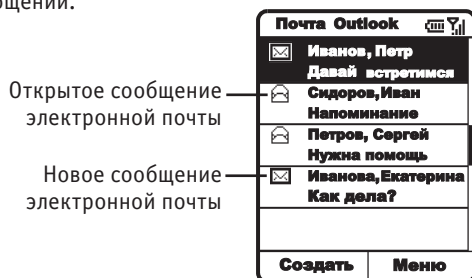 сообщений.
Почта Outlook
Иванов, Петр
Давай встретимся
Открытое сообщение
электронной почты
Сидоров,Иван
Напоминание
Петров, Сергей
Нужна помощь
Новое сообщение
электронной почты
Иванова,Екатерина
Как дела?
Создать Меню